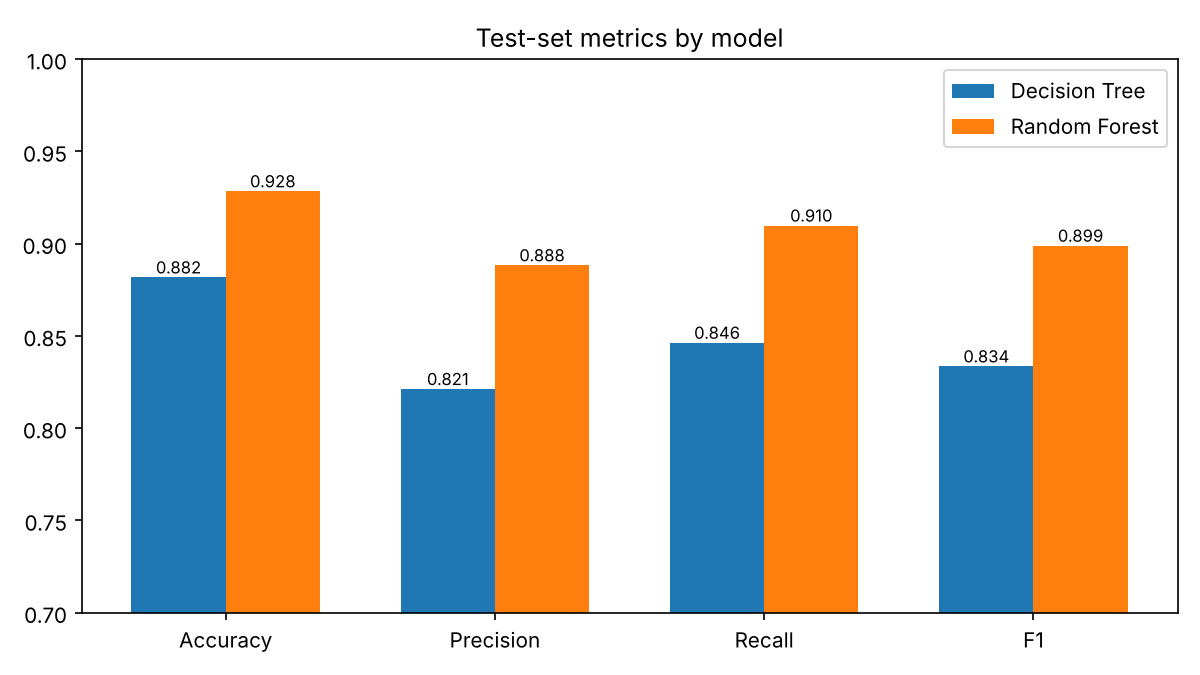 Test-set metrics by model
1.00
0.95
0.90
0.85
0.80
0.75
0.70
Decision Tree
Random Forest
0.882
0.928
0.821
0.888
0.846
0.910
0.834
0.899
Accuracy
Precision
Recall
F1